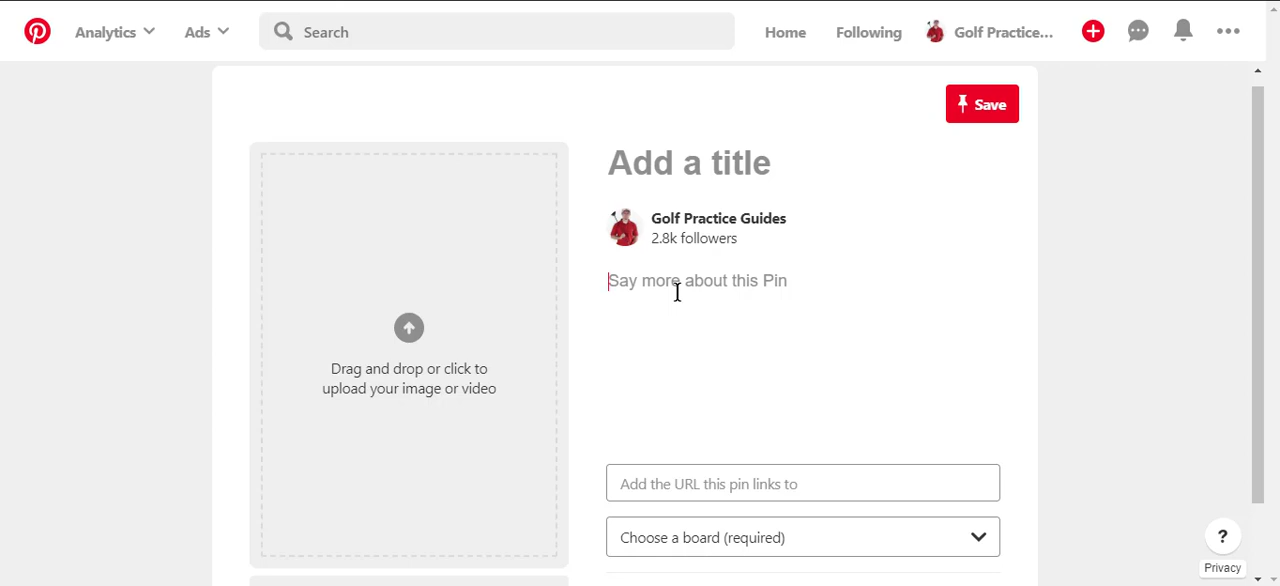 Analytics Ads Search Home Following Golf Practice...
Save
Add a title
Golf Practice Guides
2.8k followers
Say more about this Pin
Drag and drop or click to
upload your image or video
Add the URL this pin links to
Choose a board (required)
?
Privacy